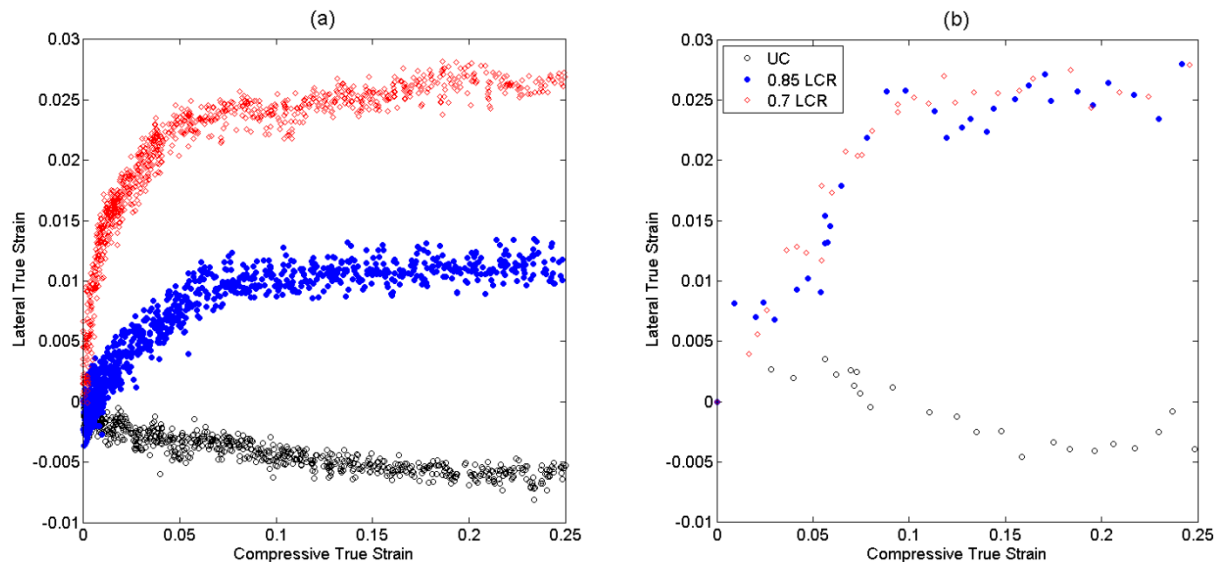 (a)
0.03
0.025
0.02
0.015
0.01
0.005
0
-0.005
-0.01
Lateral True Strain
0 0.05 0.1 0.15 0.2 0.25
Compressive True Strain
(b)
UC
0.85 LCR
0.7 LCR
0.03
0.025
0.02
0.015
0.01
0.005
0
-0.005
-0.01
Lateral True Strain
0 0.05 0.1 0.15 0.2 0.25
Compressive True Strain